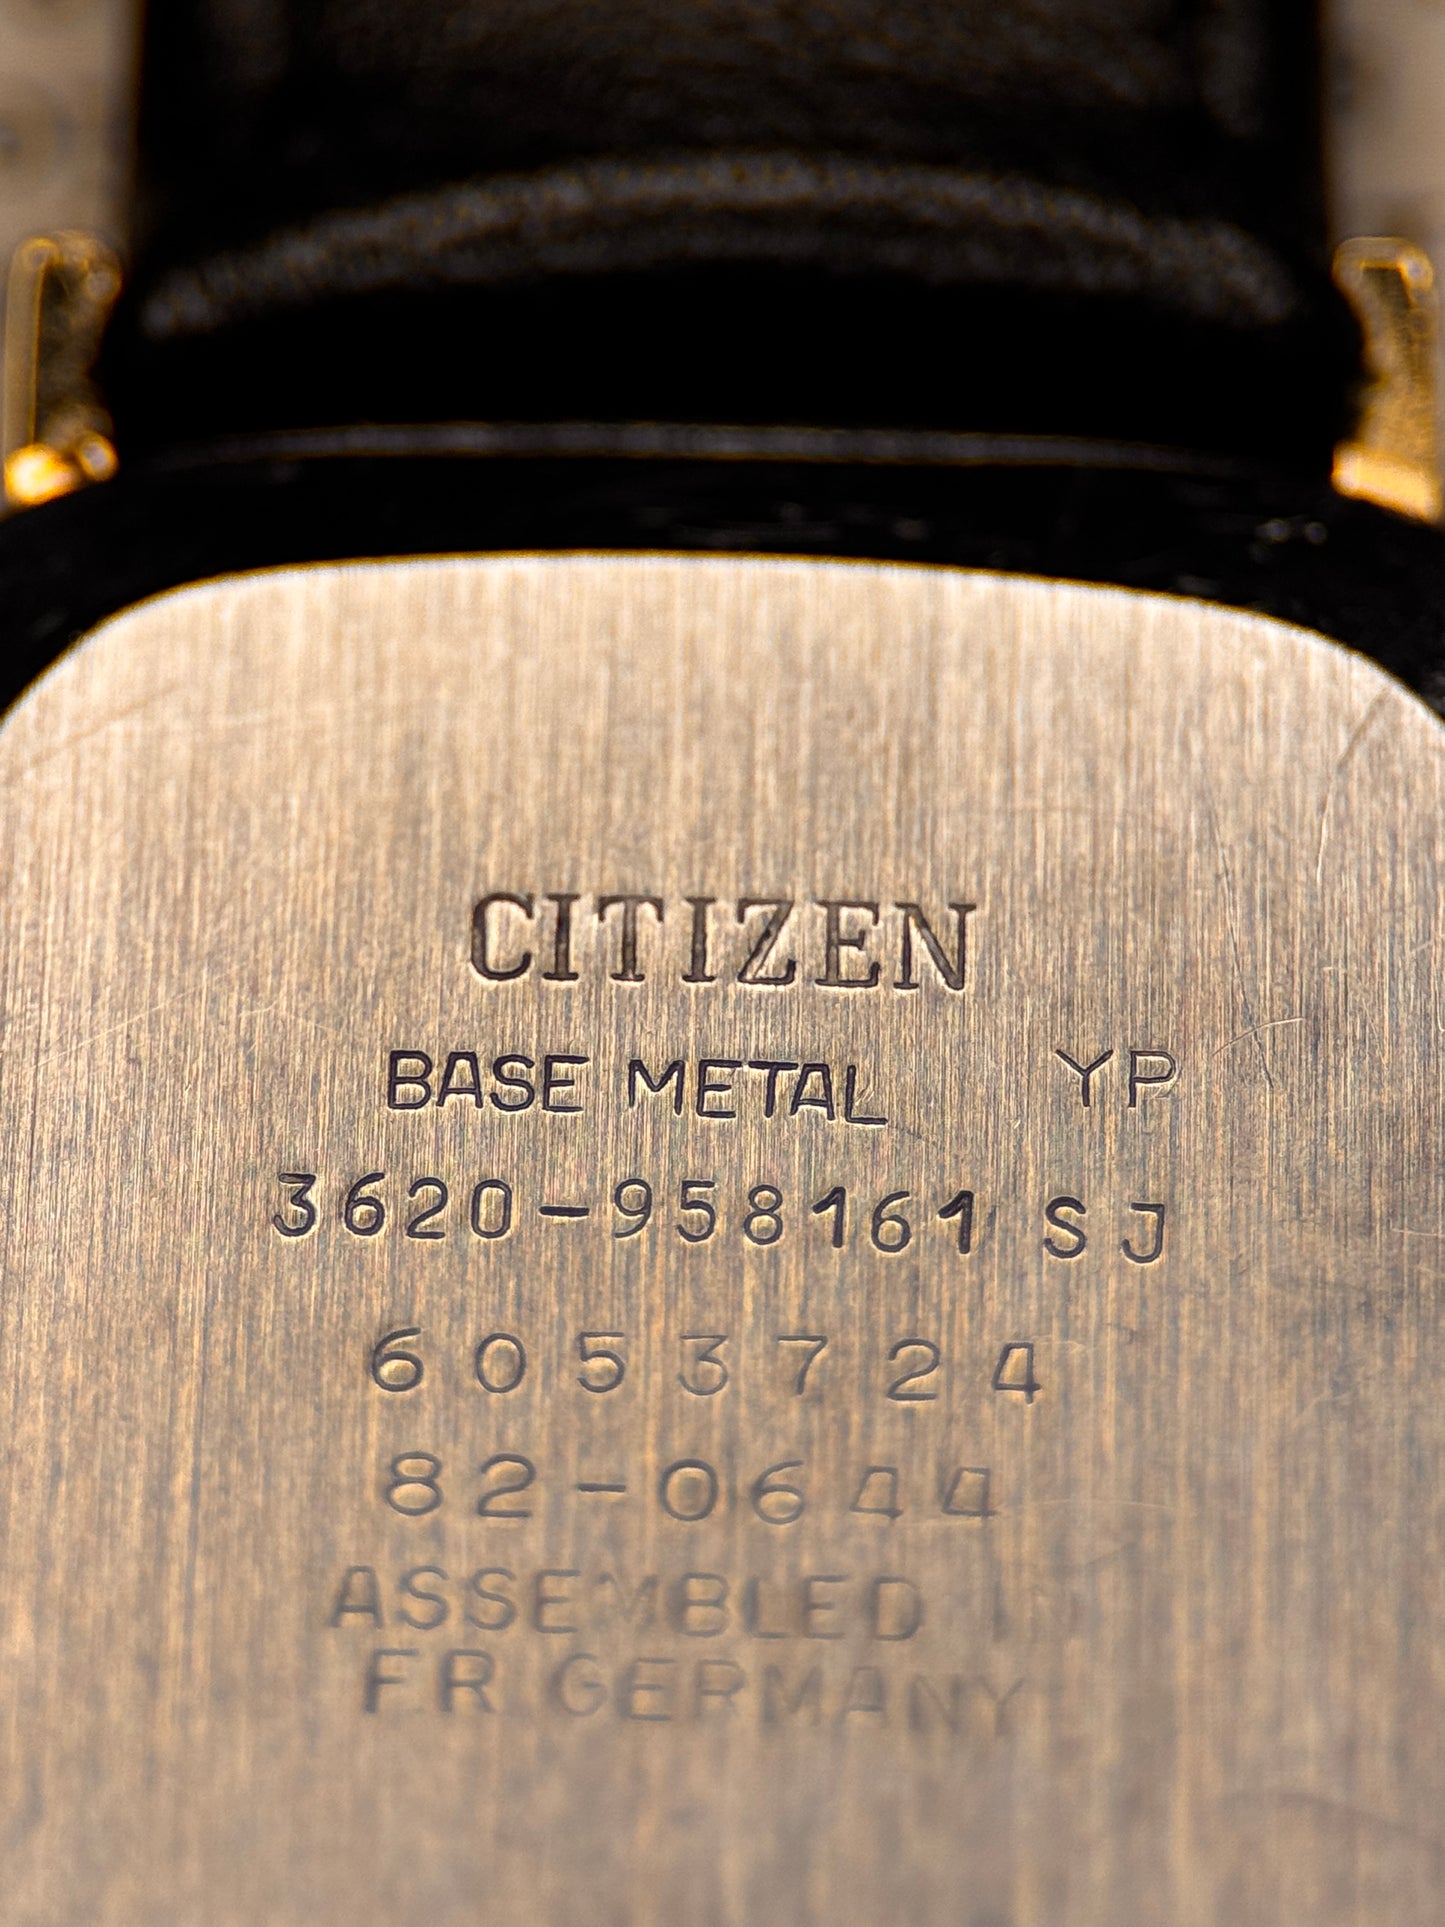 CITIZEN
BASE METAL YP
3620-958161 SJ
6053724
82-0644
ASSEMBLED IN
FR GERMANY